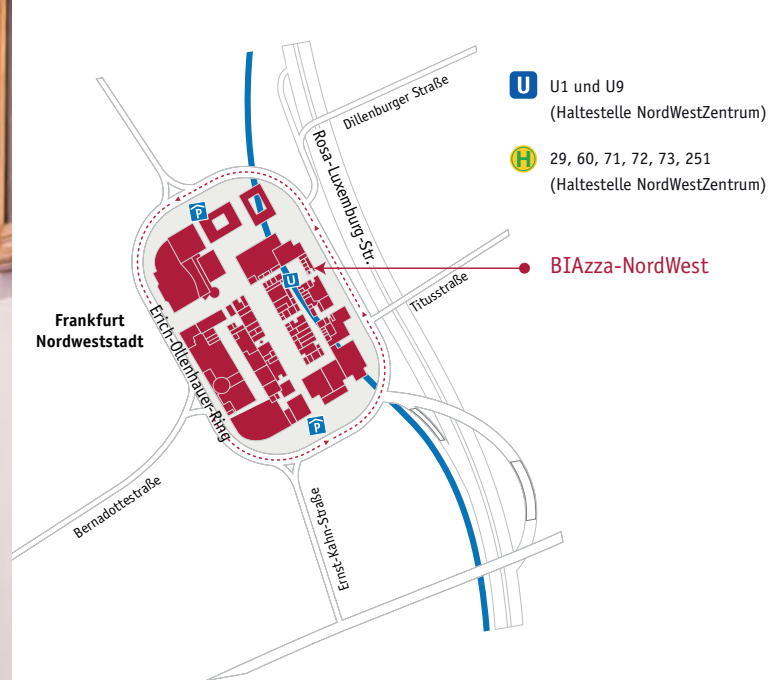 U
U1 und U9
(Haltestelle NordWestZentrum)
H
29, 60, 71, 72, 73, 251
(Haltestelle NordWestZentrum)
BIAzza-NordWest
Dillenburger Straße
Rosa-Luxemburg-Str.
Titusstraße
P
U
Frankfurt
Nordweststadt
Erich-Ollenhauer-Ring
P
Bernadottestraße
Ernst-Kahn-Straße